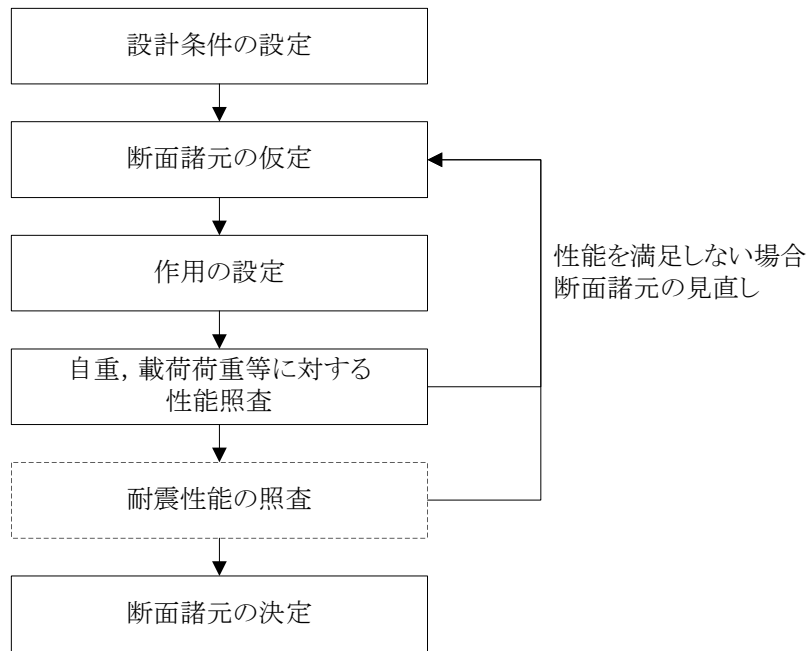 設計条件の設定
断面諸元の仮定
作用の設定
性能を満足しない場合
断面諸元の見直し
自重，載荷荷重等に対する
性能照査
耐震性能の照査
断面諸元の決定